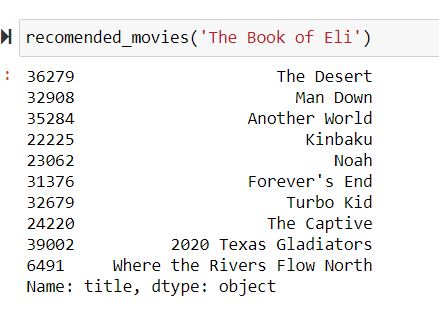 recomended_movies('The Book of Eli')
: 36279 The Desert
32908 Man Down
35284 Another World
22225 Kinbaku
23062 Noah
31376 Forever's End
32679 Turbo Kid
24220 The Captive
39002 2020 Texas Gladiators
6491 Where the Rivers Flow North
Name: title, dtype: object